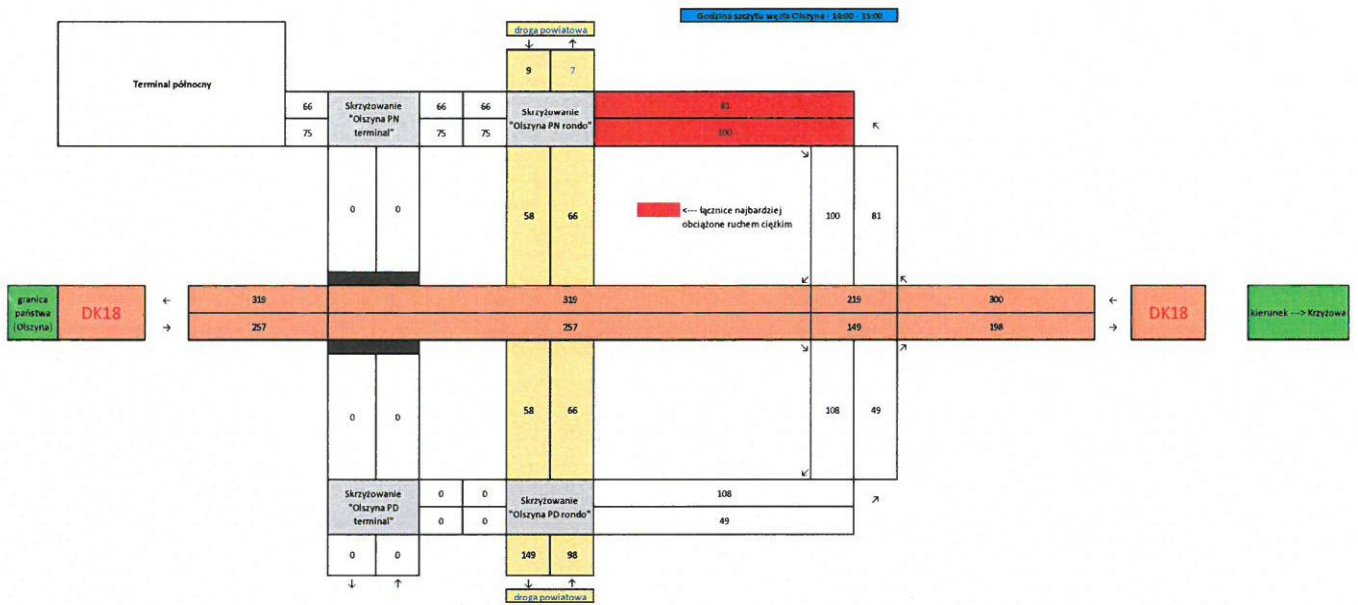 Godzina szczytu węzła Olszyna - 14:00 - 15:00
droga powiatowa
↓ ↑
9 7
Terminal północny
66 Skrzyżowanie "Olszyna PN terminal" 66 66 Skrzyżowanie "Olszyna PN rondo" 81
75 75 75 100
↖
↘
0 0 58 66 <--- łącznice najbardziej obciążone ruchem ciężkim 100 81
↙ ↖
granica państwa (Olszyna) DK18 ← 319 319 219 300 ← DK18 kierunek ---> Krzyżowa
→ 257 257 149 198 →
↘ ↗
0 0 58 66 108 49
↙
Skrzyżowanie "Olszyna PD terminal" 0 0 Skrzyżowanie "Olszyna PD rondo" 108
0 0 49
↗
0 0 149 98
↓ ↑ ↓ ↑
droga powiatowa